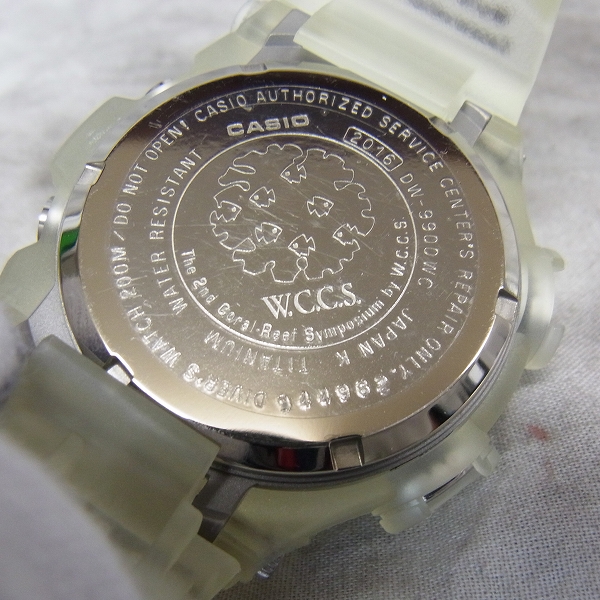 DIVER'S WATCH 200M / DO NOT OPEN! CASIO AUTHORIZED SERVICE CENTER'S REPAIR ONLY.
CASIO
2016 DW-9900WC
WATER RESISTANT
W.C.C.S.
The 2nd Coral-Reef Symposium by W.C.C.S.
TITANIUM
JAPAN K